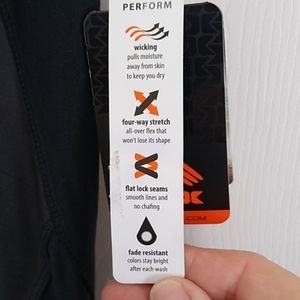 PERFORM
wicking
pulls moisture
away from skin
to keep you dry
four-way stretch
all-over flex that
won't lose its shape
flat lock seams
smooth lines and
no chafing
fade resistant
colors stay bright
after each wash
.COM